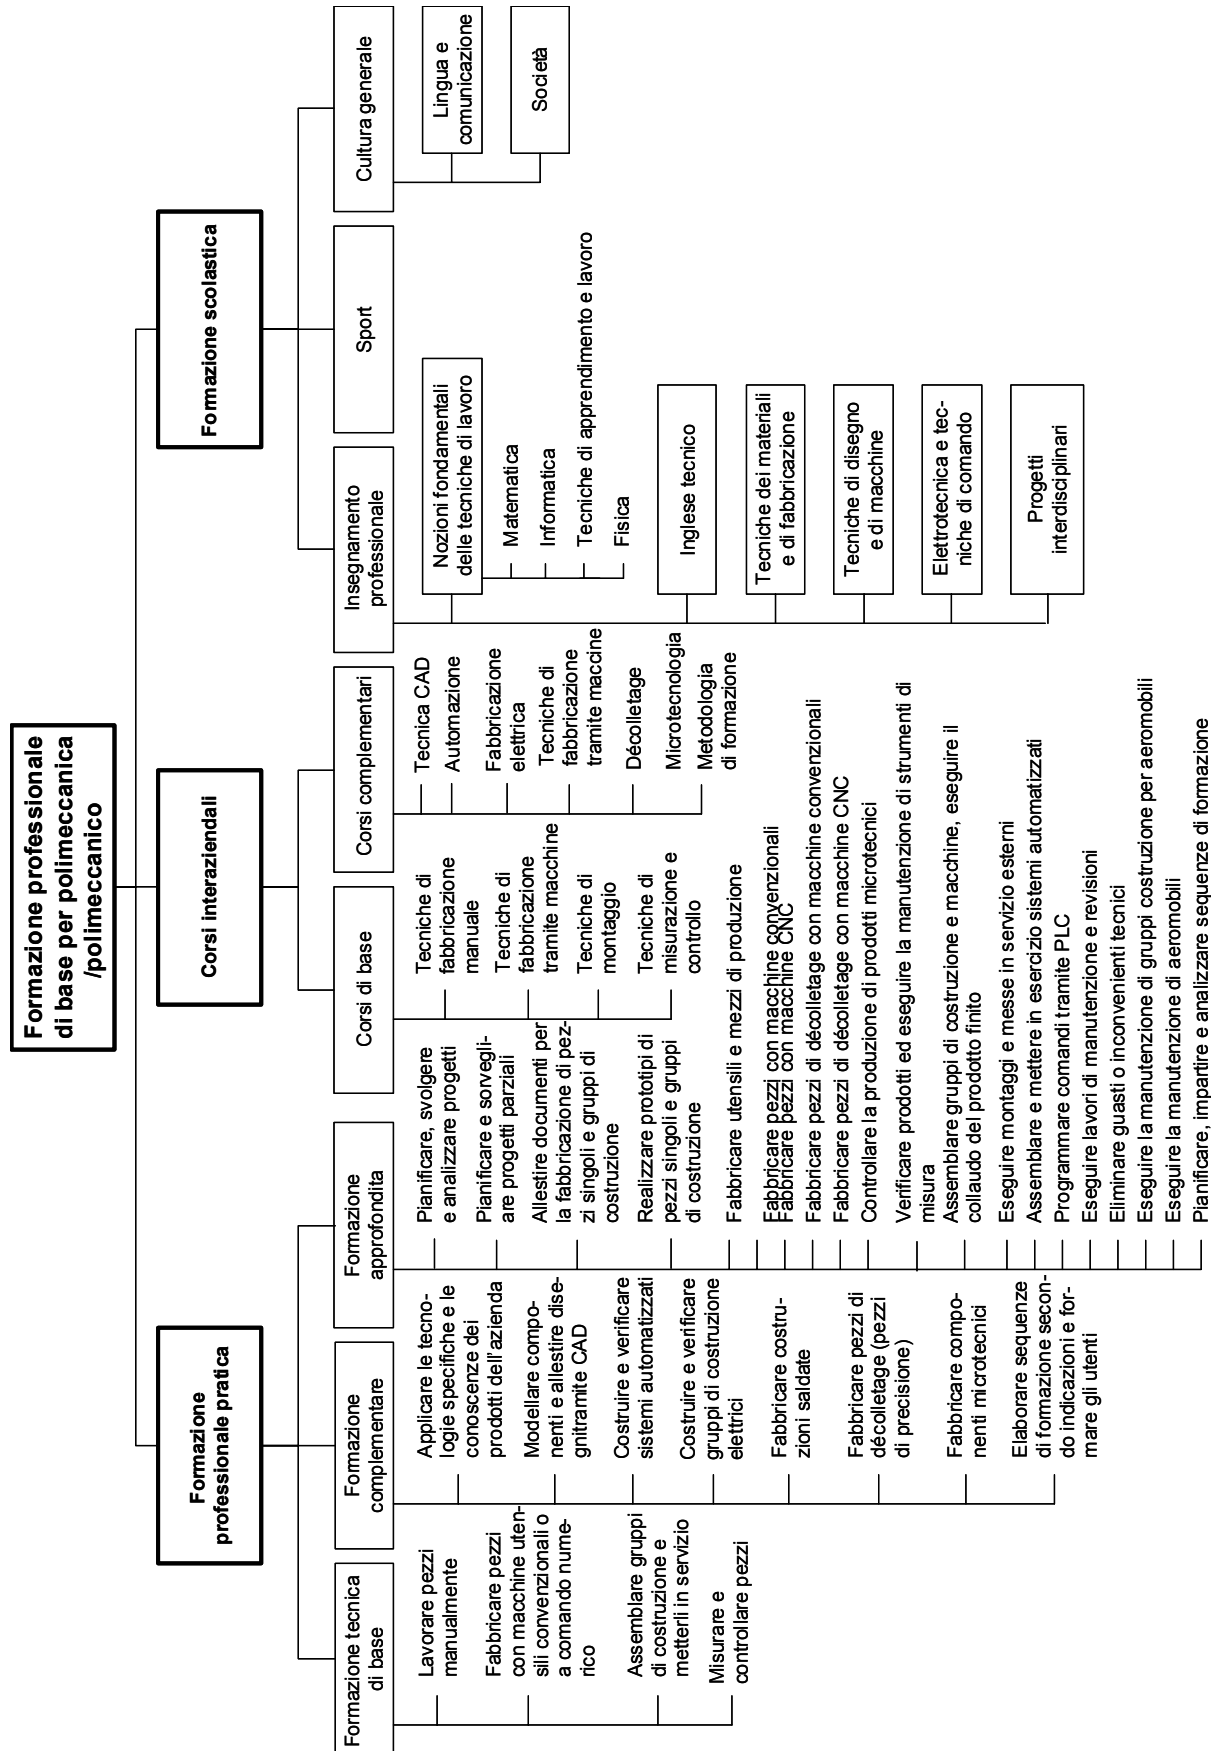 Formazione professionale
di base per polimeccanica
/polimeccanico
Formazione
professionale pratica
Corsi interaziendali
Formazione scolastica
Formazione tecnica
di base
Formazione
complementare
Formazione
approfondita
Corsi di base
Corsi complementari
Insegnamento
professionale
Sport
Cultura generale
Lavorare pezzi
manualmente
Fabbricare pezzi
con macchine uten-
sili convenzionali o
a comando nume-
rico
Assemblare gruppi
di costruzione e
metterli in servizio
Misurare e
controllare pezzi
Applicare le tecno-
logie specifiche e le
conoscenze dei
prodotti dell'azienda
Modellare compo-
nenti e allestire dise-
gnitramite CAD
Costruire e verificare
sistemi automatizzati
Costruire e verificare
gruppi di costruzione
elettrici
Fabbricare costru-
zioni saldate
Fabbricare pezzi di
décolletage (pezzi
di precisione)
Fabbricare compo-
nenti microtecnici
Elaborare sequenze
di formazione secon-
do indicazioni e for-
mare gli utenti
Pianificare, svolgere
e analizzare progetti
Pianificare e sorvegli-
are progetti parziali
Allestire documenti per
la fabbricazione di pez-
zi singoli e gruppi di
costruzione
Realizzare prototipi di
pezzi singoli e gruppi
di costruzione
Fabbricare utensili e mezzi di produzione
Fabbricare pezzi con macchine convenzionali
Fabbricare pezzi con macchine CNC
Fabbricare pezzi di décolletage con macchine convenzionali
Fabbricare pezzi di décolletage con macchine CNC
Controllare la produzione di prodotti microtecnici
Verificare prodotti ed eseguire la manutenzione di strumenti di
misura
Assemblare gruppi di costruzione e macchine, eseguire il
collaudo del prodotto finito
Eseguire montaggi e messe in servizio esterni
Assemblare e mettere in esercizio sistemi automatizzati
Programmare comandi tramite PLC
Eseguire lavori di manutenzione e revisioni
Eliminare guasti o inconvenienti tecnici
Eseguire la manutenzione di gruppi costruzione per aeromobili
Eseguire la manutenzione di aeromobili
Pianificare, impartire e analizzare sequenze di formazione
Tecniche di
fabbricazione
manuale
Tecniche di
fabbricazione
tramite macchine
Tecniche di
montaggio
Tecniche di
misurazione e
controllo
Tecnica CAD
Automazione
Fabbricazione
elettrica
Tecniche di
fabbricazione
tramite maccine
Décolletage
Microtecnologia
Metodologia
di formazione
Nozioni fondamentali
delle tecniche di lavoro
Matematica
Informatica
Tecniche di apprendimento e lavoro
Fisica
Inglese tecnico
Tecniche dei materiali
e di fabbricazione
Tecniche di disegno
e di macchine
Elettrotecnica e tec-
niche di comando
Progetti
interdisciplinari
Lingua e
comunicazione
Società